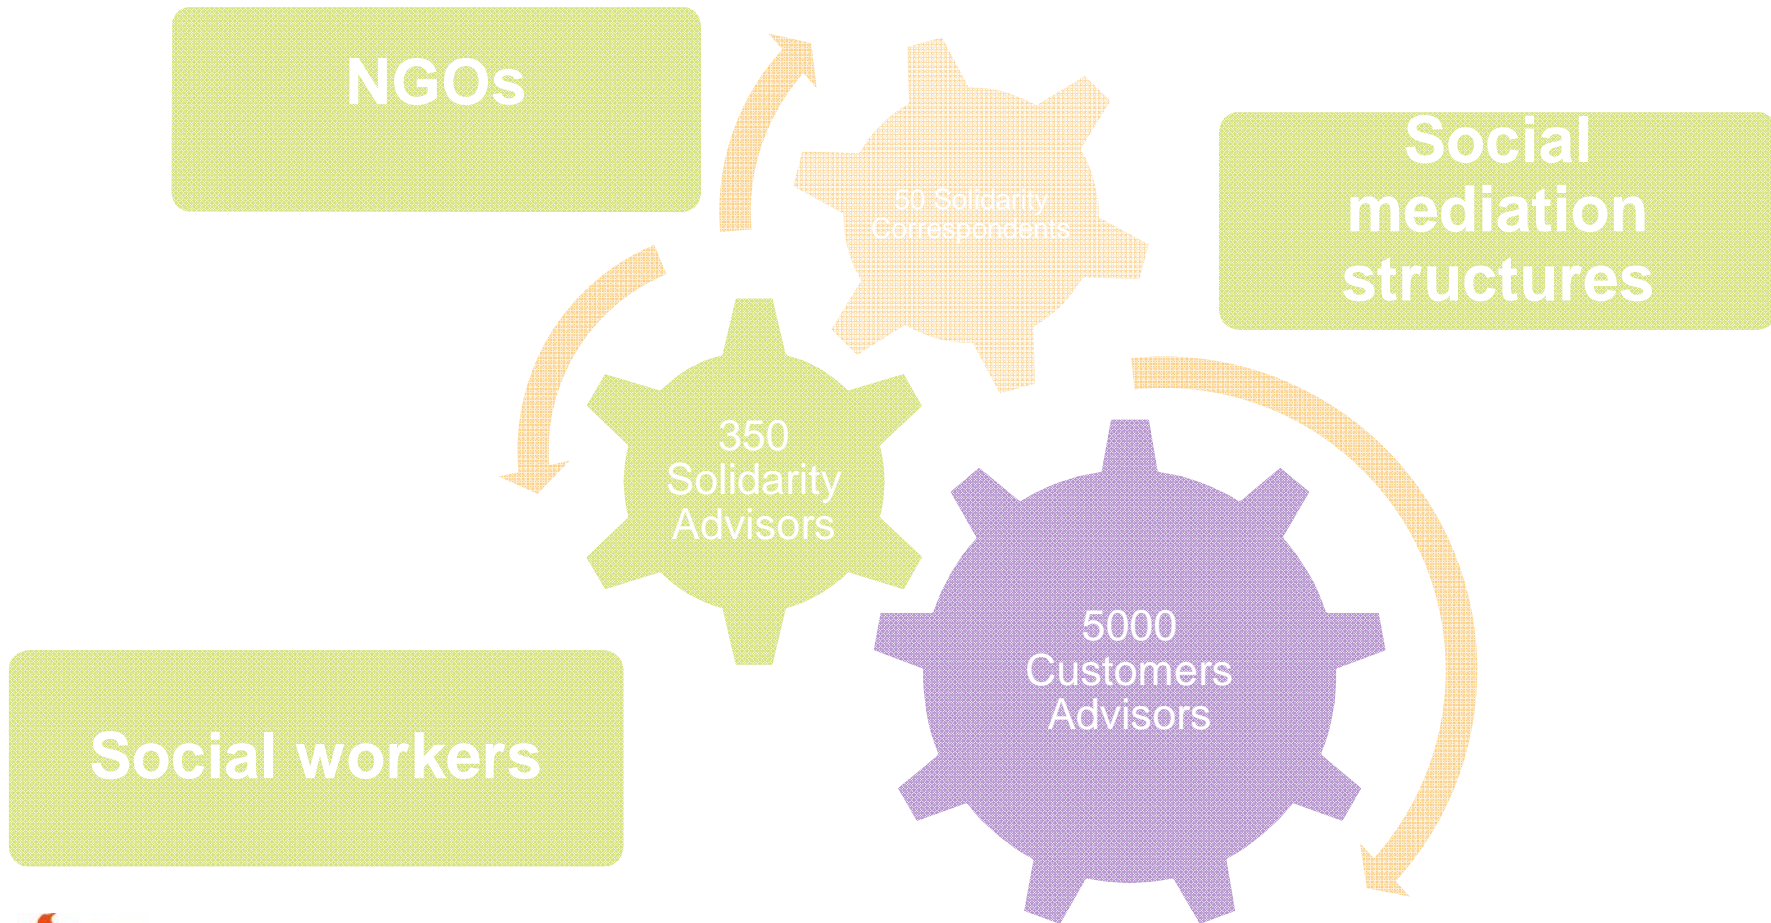 NGOs
Social
mediation
structures
50 Solidarity
Correspondents
350
Solidarity
Advisors
5000
Customers
Advisors
Social workers